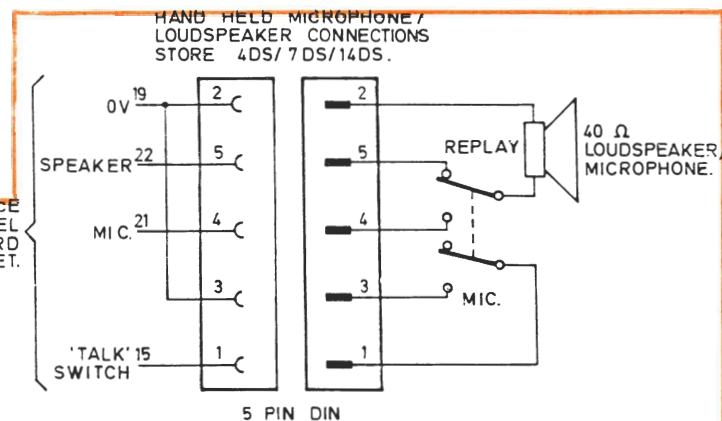 HAND HELD MICROPHONE/
LOUDSPEAKER CONNECTIONS
STORE 4DS/7DS/14DS.
0V 19
2
2
SPEAKER 22
5
5
REPLAY
40 Ω
LOUDSPEAKER/
MICROPHONE.
MIC. 21
4
4
3
3
MIC.
'TALK' 15
SWITCH
1
1
5 PIN DIN